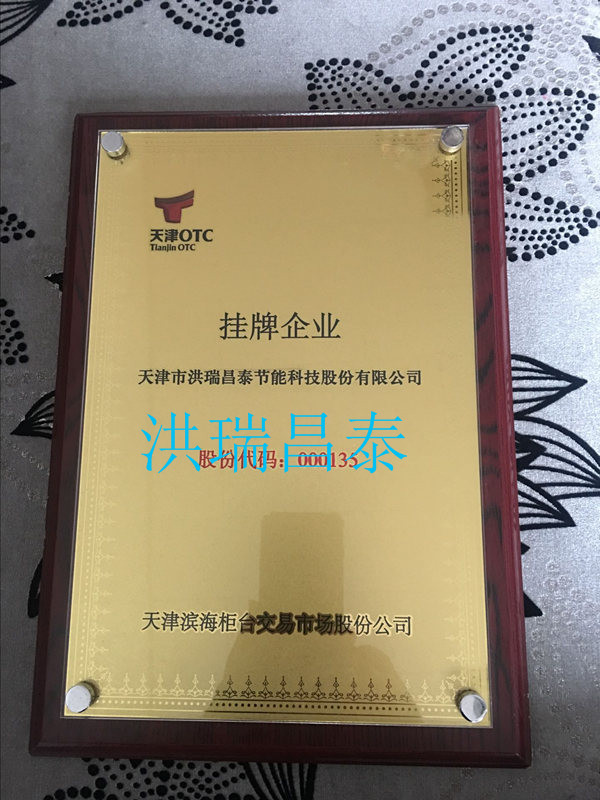 天津OTC
Tianjin OTC
挂牌企业
天津市洪瑞昌泰节能科技股份有限公司
洪瑞昌泰
股份代码：000135
天津滨海柜台交易市场股份公司